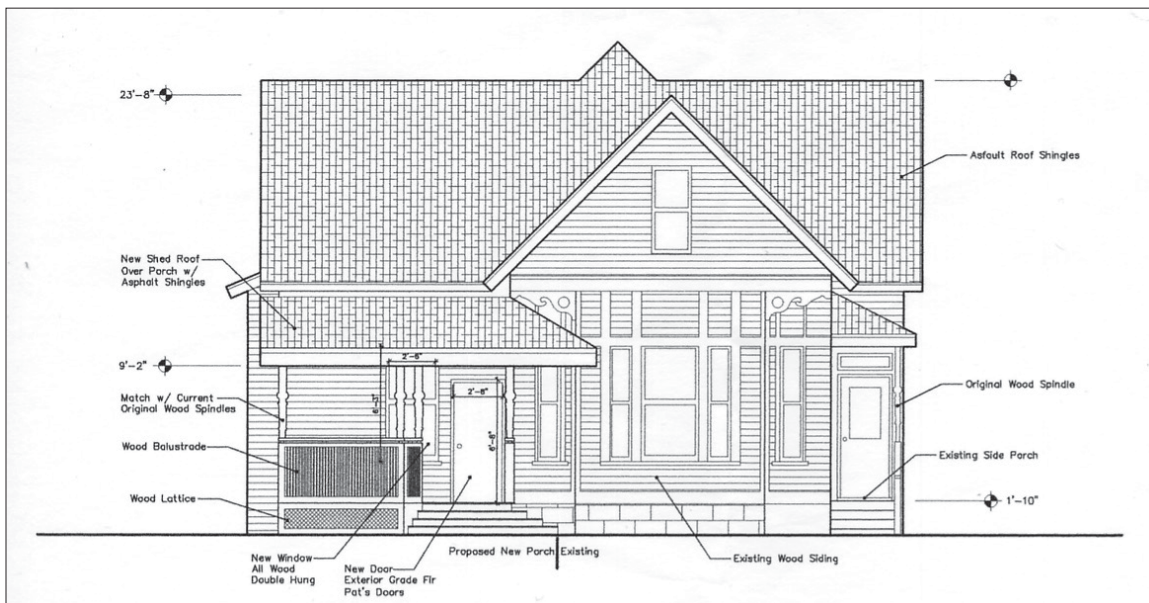 23'-8"
Asfault Roof Shingles
New Shed Roof
Over Porch w/
Asphalt Shingles
9'-2"
2'-6"
Match w/ Current
Original Wood Spindles
6'-3"
2'-8"
6'-8"
Original Wood Spindle
Wood Balustrade
Existing Side Porch
Wood Lattice
1'-10"
New Window
All Wood
Double Hung
New Door
Exterior Grade Fir
Pat's Doors
Proposed New Porch Existing
Existing Wood Siding